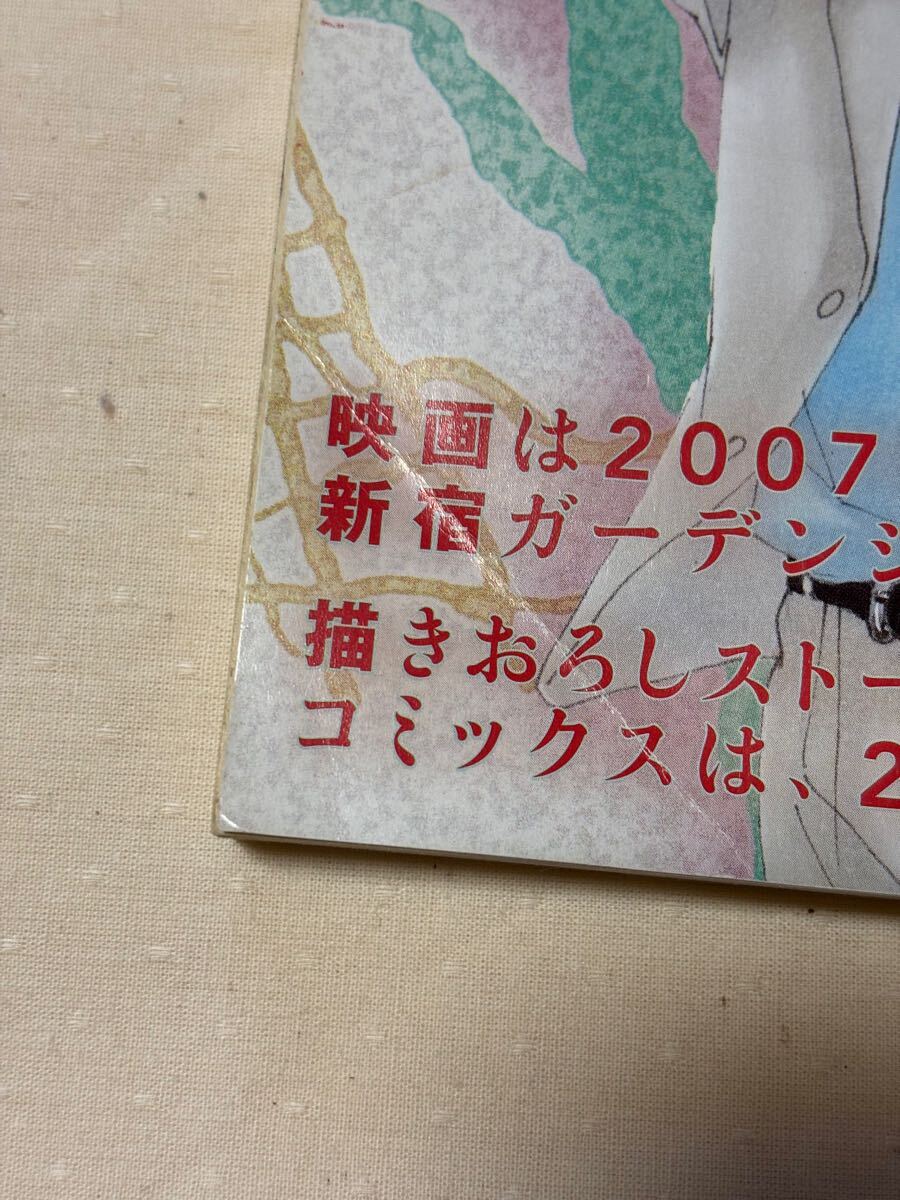 映画は2007
新宿ガーデンシ
描きおろしストー
コミックスは、2